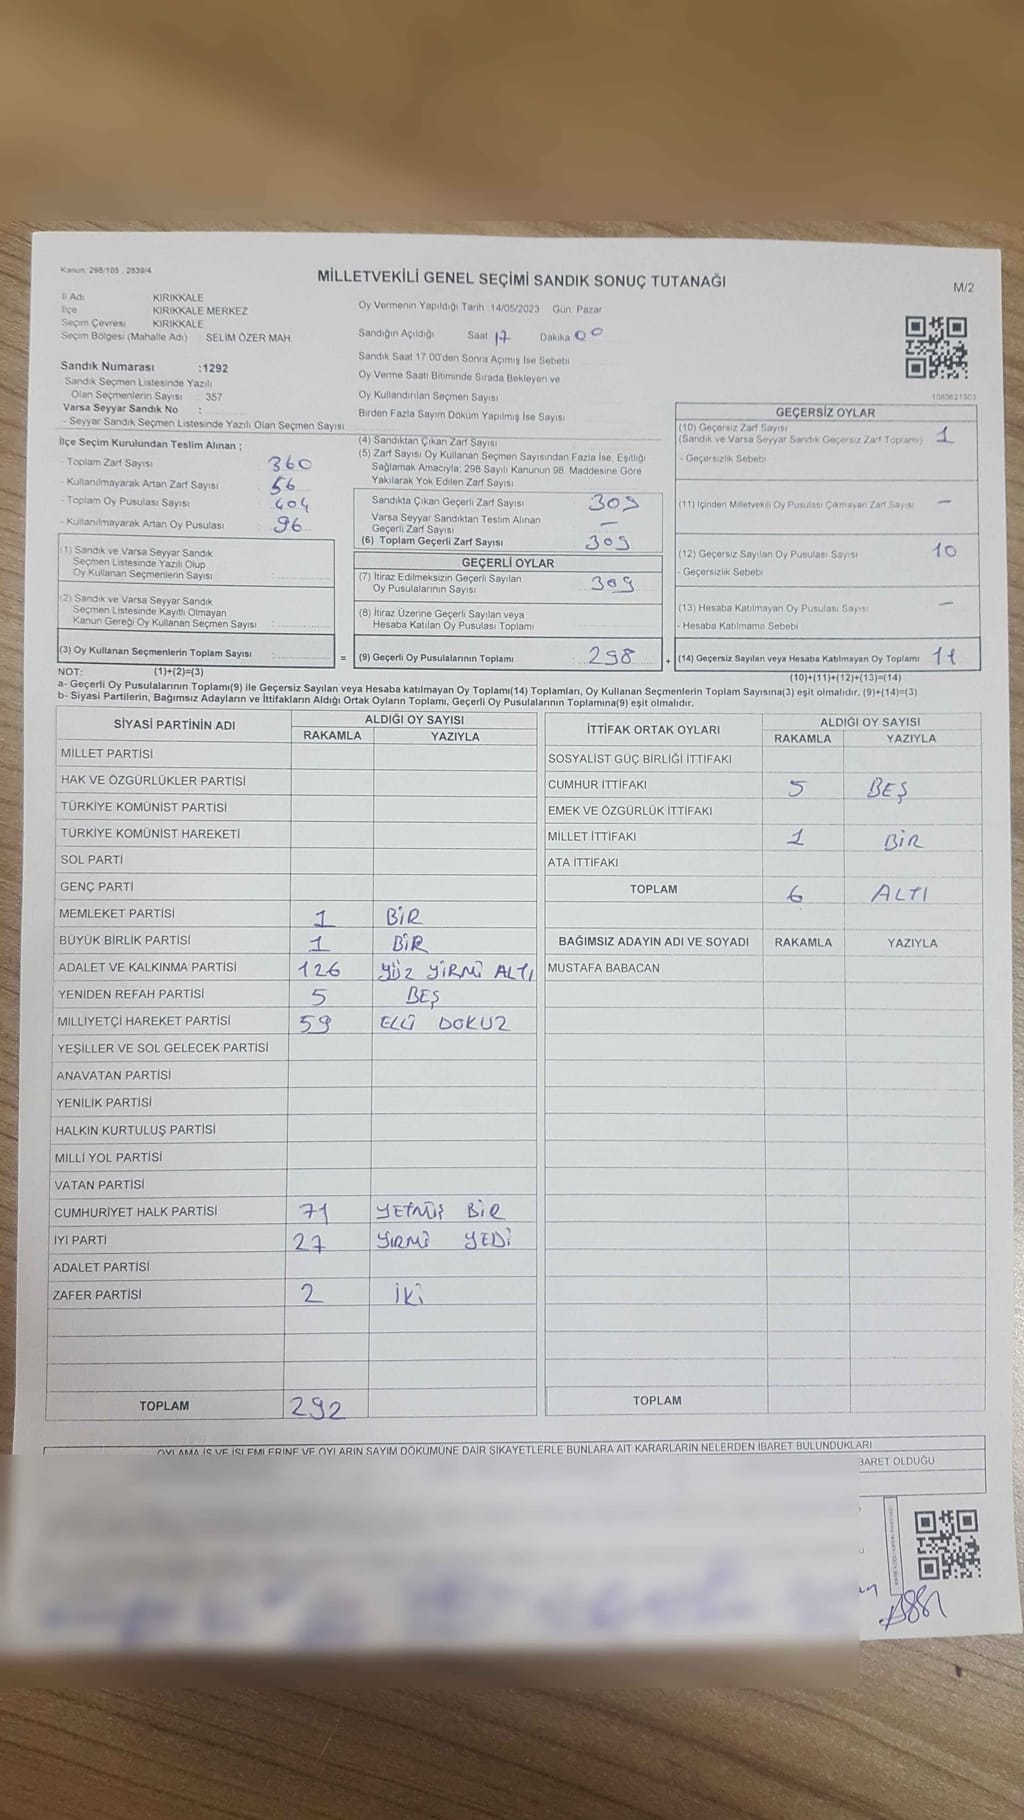 Kanun: 298/105 , 2839/4
MİLLETVEKİLİ GENEL SEÇİMİ SANDIK SONUÇ TUTANAĞI
M/2
İl Adı KIRIKKALE
İlçe KIRIKKALE MERKEZ
Seçim Çevresi KIRIKKALE
Seçim Bölgesi (Mahalle Adı) SELİM ÖZER MAH.
Oy Vermenin Yapıldığı Tarih 14/05/2023 Gün: Pazar
Sandığın Açıldığı Saat 17 Dakika 00
Sandık Saat 17:00'den Sonra Açımış İse Sebebi
Oy Verme Saati Bitiminde Sırada Bekleyen ve
Oy Kullandırılan Seçmen Sayısı
Birden Fazla Sayım Döküm Yapılmış İse Sayısı
Sandık Numarası :1292
Sandık Seçmen Listesinde Yazılı
Olan Seçmenlerin Sayısı 357
Varsa Seyyar Sandık No :
- Seyyar Sandık Seçmen Listesinde Yazılı Olan Seçmen Sayısı
İlçe Seçim Kurulundan Teslim Alınan ;
- Toplam Zarf Sayısı 360
- Kullanılmayarak Artan Zarf Sayısı 56
- Toplam Oy Pusulası Sayısı 404
- Kullanılmayarak Artan Oy Pusulası 96
(1) Sandık ve Varsa Seyyar Sandık
Seçmen Listesinde Yazılı Olup
Oy Kullanan Seçmenlerin Sayısı :
(2) Sandık ve Varsa Seyyar Sandık
Seçmen Listesinde Kayıtlı Olmayan
Kanun Gereği Oy Kullanan Seçmen Sayısı :
(3) Oy Kullanan Seçmenlerin Toplam Sayısı :
(4) Sandıktan Çıkan Zarf Sayısı
(5) Zarf Sayısı Oy Kullanan Seçmen Sayısından Fazla İse, Eşitliği
Sağlamak Amacıyla; 298 Sayılı Kanunun 98. Maddesine Göre
Yakılarak Yok Edilen Zarf Sayısı
Sandıkta Çıkan Geçerli Zarf Sayısı 309
Varsa Seyyar Sandıktan Teslim Alınan
Geçerli Zarf Sayısı —
(6) Toplam Geçerli Zarf Sayısı 309
GEÇERLİ OYLAR
(7) İtiraz Edilmeksizin Geçerli Sayılan
Oy Pusulalarının Sayısı 309
(8) İtiraz Üzerine Geçerli Sayılan veya
Hesaba Katılan Oy Pusulası Toplamı
= (9) Geçerli Oy Pusulalarının Toplamı : 298
1083621503
GEÇERSİZ OYLAR
(10) Geçersiz Zarf Sayısı 1
(Sandık ve Varsa Seyyar Sandık Geçersiz Zarf Toplamı)
- Geçersizlik Sebebi
(11) İçinden Milletvekili Oy Pusulası Çıkmayan Zarf Sayısı —
(12) Geçersiz Sayılan Oy Pusulası Sayısı 10
- Geçersizlik Sebebi
(13) Hesaba Katılmayan Oy Pusulası Sayısı —
- Hesaba Katılmama Sebebi
+ (14) Geçersiz Sayılan veya Hesaba Katılmayan Oy Toplamı 11
NOT: (1)+(2)=(3)
(10)+(11)+(12)+(13)=(14)
a- Geçerli Oy Pusulalarının Toplamı(9) ile Geçersiz Sayılan veya Hesaba katılmayan Oy Toplamı(14) Toplamları, Oy Kullanan Seçmenlerin Toplam Sayısına(3) eşit olmalıdır. (9)+(14)=(3)
b- Siyasi Partilerin, Bağımsız Adayların ve İttifakların Aldığı Ortak Oyların Toplamı, Geçerli Oy Pusulalarının Toplamına(9) eşit olmalıdır.
SİYASİ PARTİNİN ADI ALDIĞI OY SAYISI
RAKAMLA YAZIYLA
MİLLET PARTİSİ
HAK VE ÖZGÜRLÜKLER PARTİSİ
TÜRKİYE KOMÜNİST PARTİSİ
TÜRKİYE KOMÜNİST HAREKETİ
SOL PARTİ
GENÇ PARTİ
MEMLEKET PARTİSİ 1 BİR
BÜYÜK BİRLİK PARTİSİ 1 BİR
ADALET VE KALKINMA PARTİSİ 126 YÜZ YİRMİ ALTI
YENİDEN REFAH PARTİSİ 5 BEŞ
MİLLİYETÇİ HAREKET PARTİSİ 59 ELLİ DOKUZ
YEŞİLLER VE SOL GELECEK PARTİSİ
ANAVATAN PARTİSİ
YENİLİK PARTİSİ
HALKIN KURTULUŞ PARTİSİ
MİLLİ YOL PARTİSİ
VATAN PARTİSİ
CUMHURİYET HALK PARTİSİ 71 YETMİŞ BİR
İYİ PARTİ 27 YİRMİ YEDİ
ADALET PARTİSİ
ZAFER PARTİSİ 2 İKİ
TOPLAM 292
İTTİFAK ORTAK OYLARI ALDIĞI OY SAYISI
RAKAMLA YAZIYLA
SOSYALİST GÜÇ BİRLİĞİ İTTİFAKI
CUMHUR İTTİFAKI 5 BEŞ
EMEK VE ÖZGÜRLÜK İTTİFAKI
MİLLET İTTİFAKI 1 BİR
ATA İTTİFAKI
TOPLAM 6 ALTI
BAĞIMSIZ ADAYIN ADI VE SOYADI RAKAMLA YAZIYLA
MUSTAFA BABACAN
TOPLAM
OYLAMA İŞ VE İŞLEMLERİNE VE OYLARIN SAYIM DÖKÜMÜNE DAİR ŞİKAYETLERLE BUNLARA AİT KARARLARIN NELERDEN İBARET BULUNDUKLARI
BARET OLDUĞU